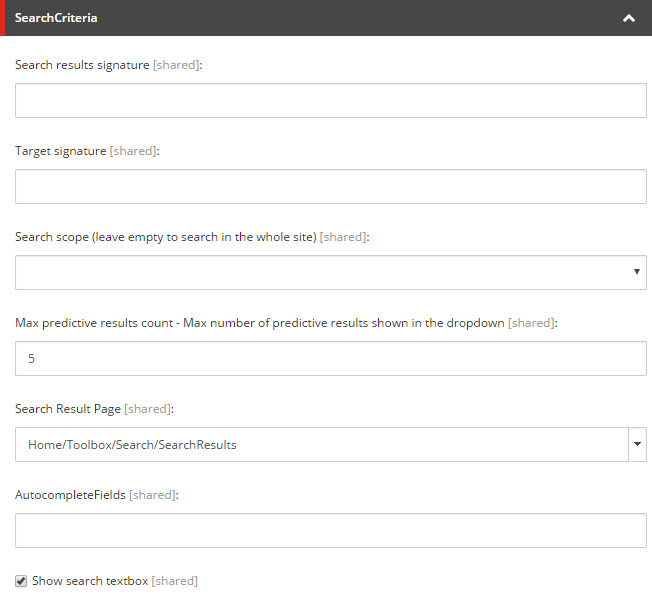 SearchCriteria
Search results signature [shared]:
Target signature [shared]:
Search scope (leave empty to search in the whole site) [shared]:
Max predictive results count - Max number of predictive results shown in the dropdown [shared]:
5
Search Result Page [shared]:
Home/Toolbox/Search/SearchResults
AutocompleteFields [shared]:
Show search textbox [shared]